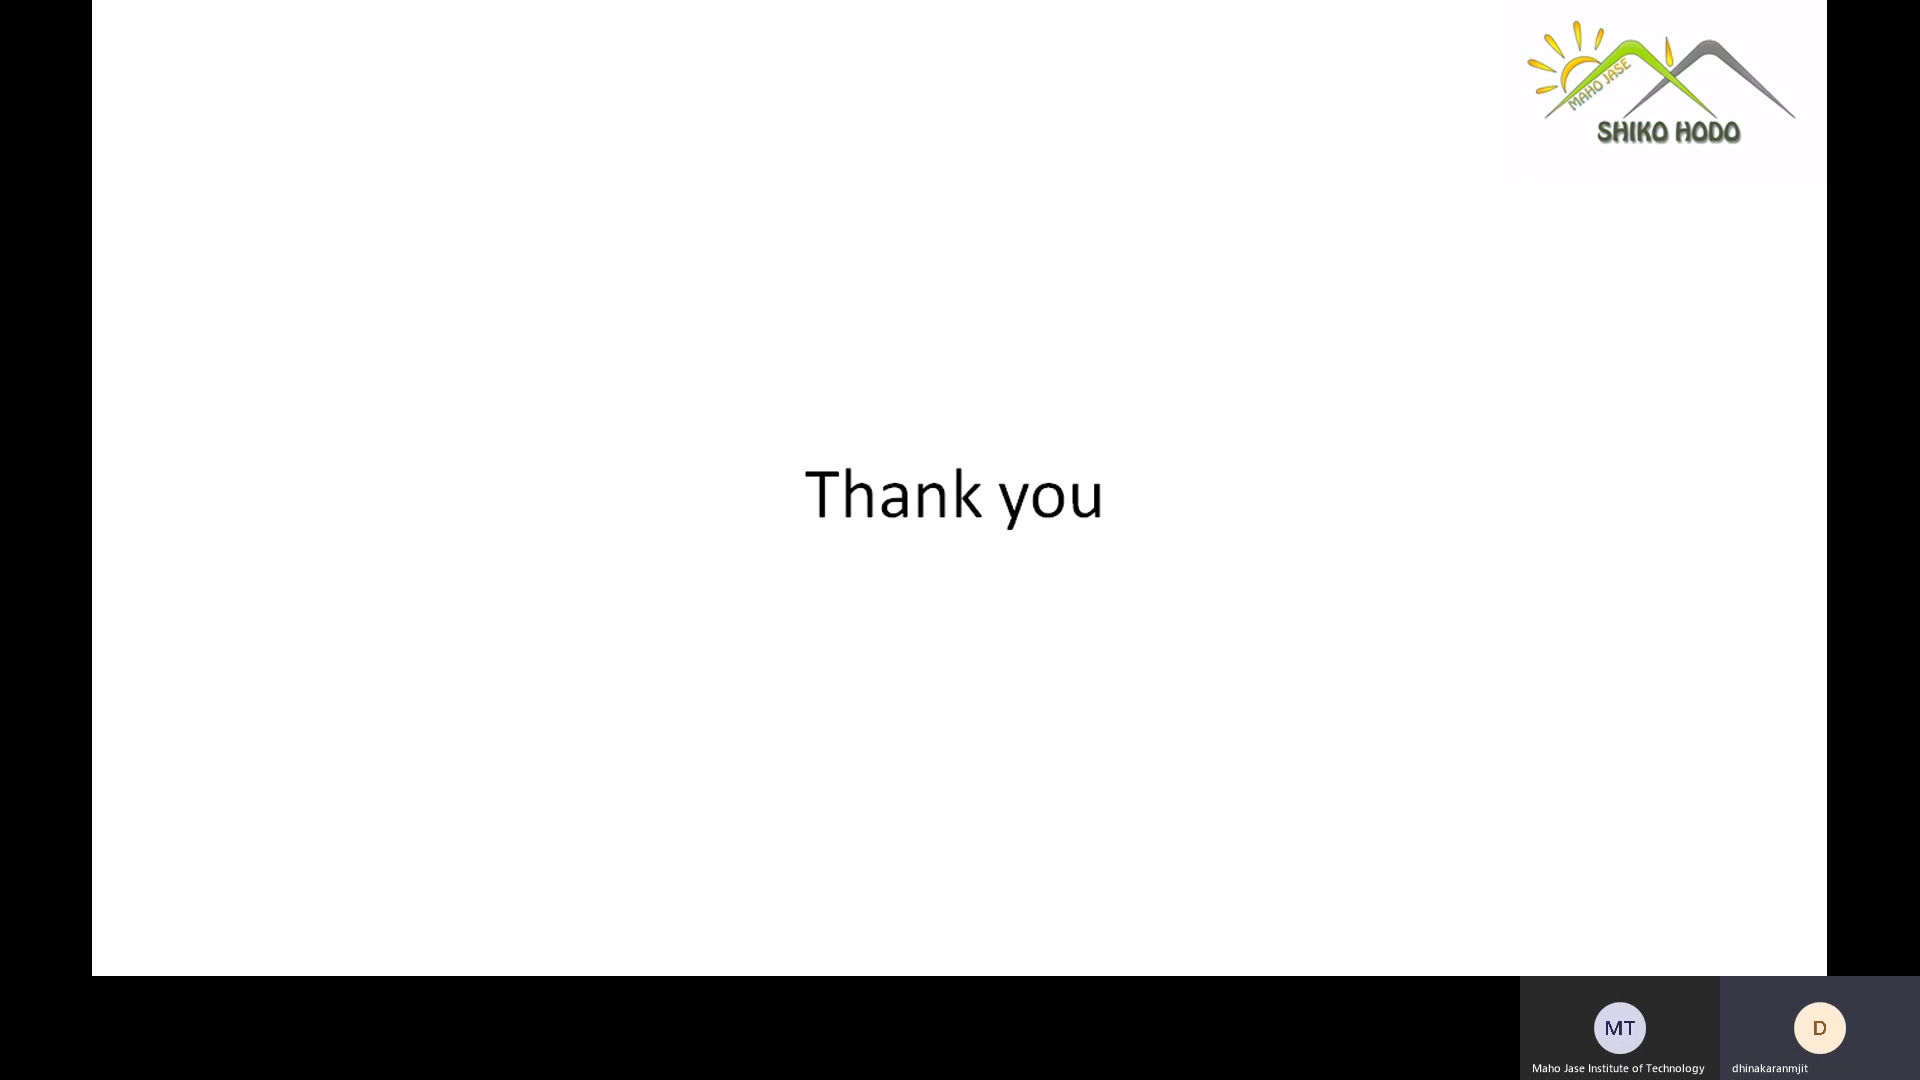 MAHO JASE
SHIKO HODO
Thank you
MT
D
Maho Jase Institute of Technology
dhinakaranmjit